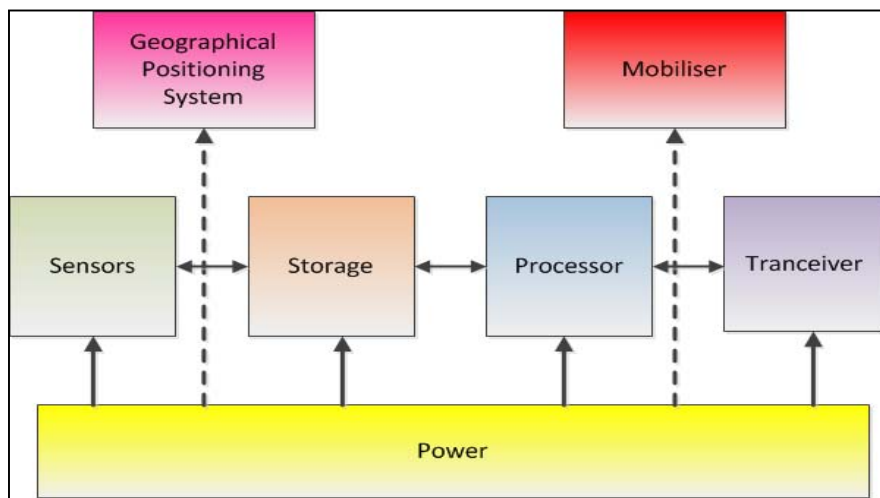 Geographical
Positioning
System
Mobiliser
Sensors
Storage
Processor
Tranceiver
Power